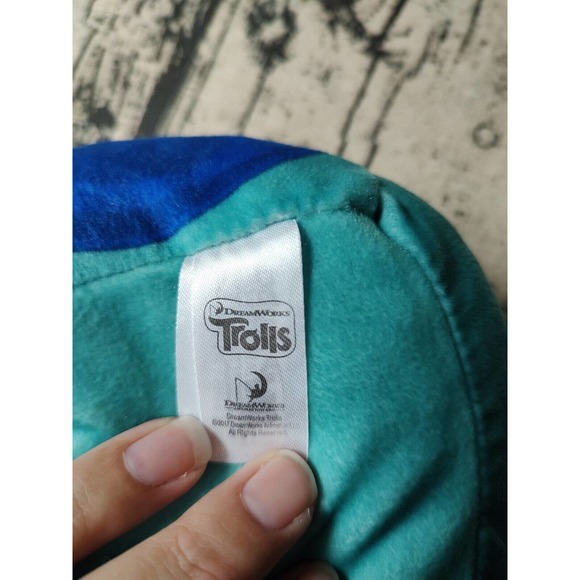 DreamWorks
Trolls
DreamWorks
DreamWorks Trolls
©2017 DreamWorks Animation LLC
All Rights Reserved.